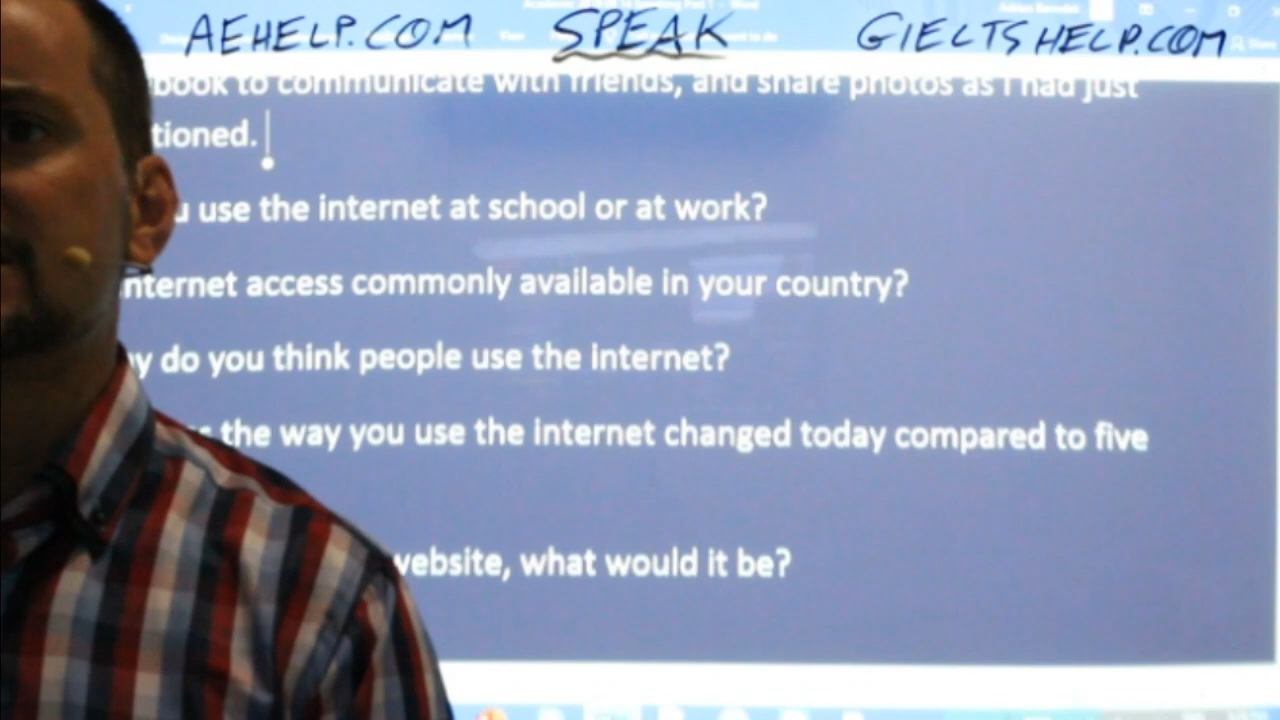 AEHELP.COM SPEAK GIELTSHELP.COM
book to communicate with friends, and share photos as I had just
tioned.
u use the internet at school or at work?
nternet access commonly available in your country?
y do you think people use the internet?
the way you use the internet changed today compared to five
website, what would it be?